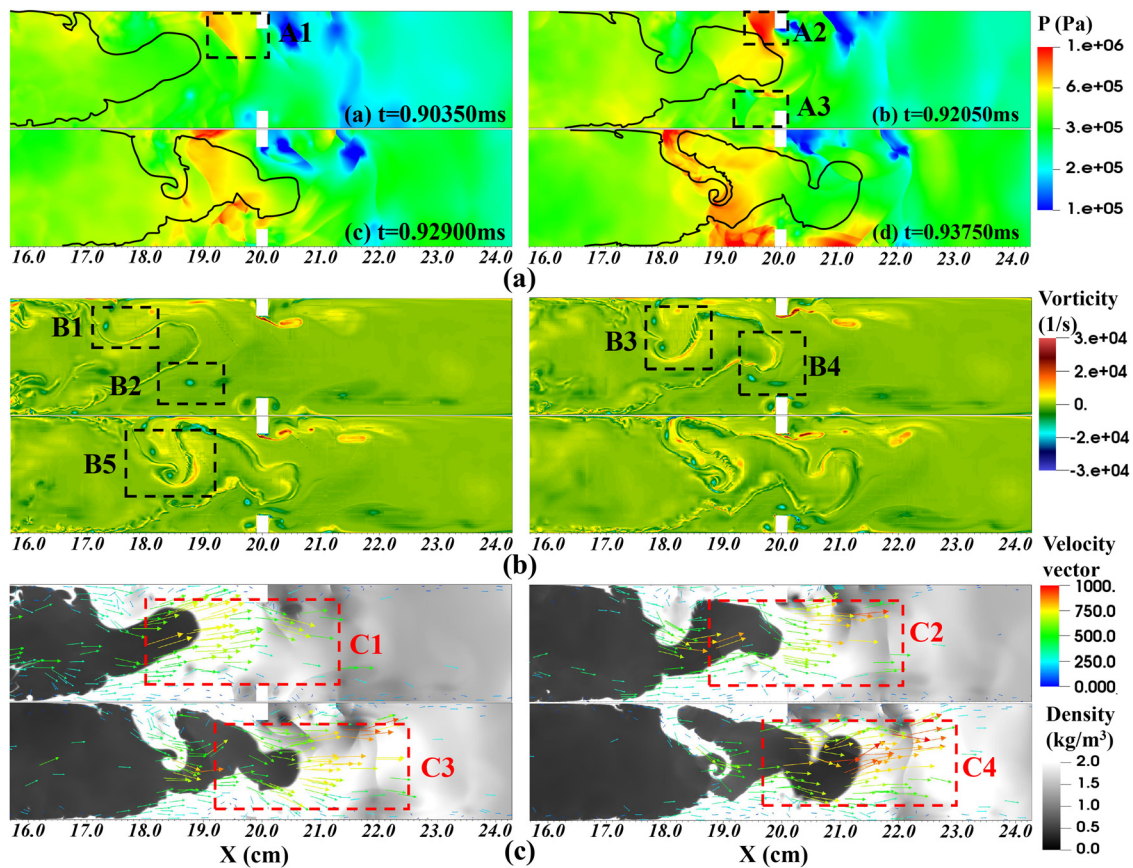 A1
(a) t=0.90350ms
A2
A3
(b) t=0.92050ms
P (Pa)
1.e+06
6.e+05
3.e+05
2.e+05
1.e+05
(c) t=0.92900ms
(d) t=0.93750ms
16.0 17.0 18.0 19.0 20.0 21.0 22.0 23.0 24.0
16.0 17.0 18.0 19.0 20.0 21.0 22.0 23.0 24.0
(a)
B1
B2
B3
B4
Vorticity
(1/s)
3.e+04
2.e+04
0.
-2.e+04
-3.e+04
B5
16.0 17.0 18.0 19.0 20.0 21.0 22.0 23.0 24.0
16.0 17.0 18.0 19.0 20.0 21.0 22.0 23.0 24.0
(b)
C1
C2
Velocity
vector
1000.
750.0
500.0
250.0
0.000
C3
C4
Density
(kg/m³)
2.0
1.5
1.0
0.5
0.0
16.0 17.0 18.0 19.0 20.0 21.0 22.0 23.0 24.0
16.0 17.0 18.0 19.0 20.0 21.0 22.0 23.0 24.0
X (cm)
(c)
X (cm)